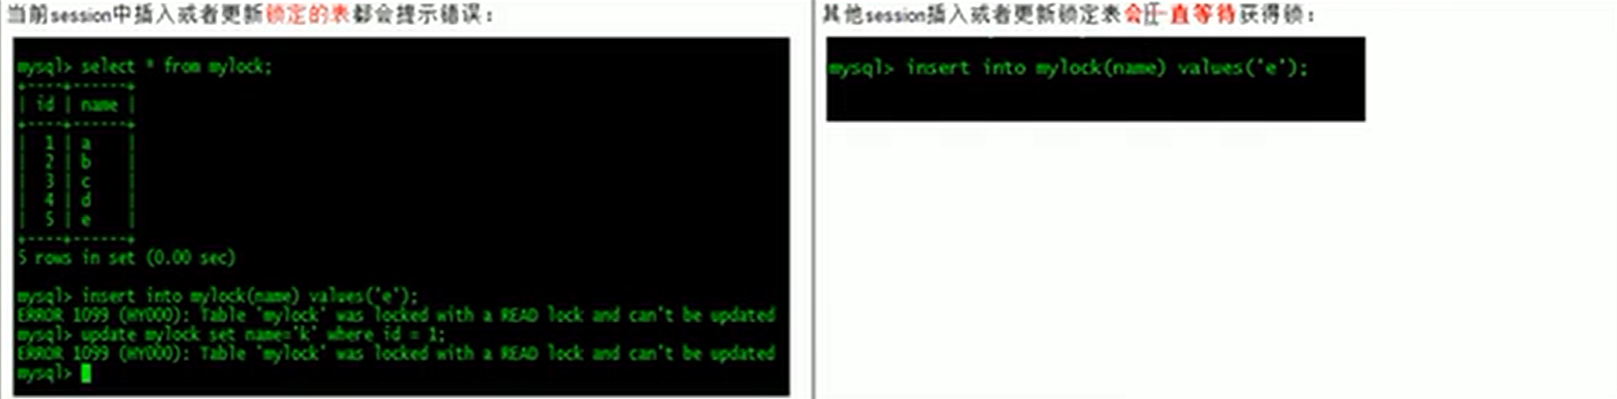 当前session中插入或者更新锁定的表都会提示错误：
mysql> select * from mylock;
+----+------+
| id | name |
+----+------+
| 1 | a |
| 2 | b |
| 3 | c |
| 4 | d |
| 5 | e |
+----+------+
5 rows in set (0.00 sec)
mysql> insert into mylock(name) values('e');
ERROR 1099 (HY000): Table 'mylock' was locked with a READ lock and can't be updated
mysql> update mylock set name='k' where id = 1;
ERROR 1099 (HY000): Table 'mylock' was locked with a READ lock and can't be updated
mysql>
其他session插入或者更新锁定表会一直等待获得锁：
mysql> insert into mylock(name) values('e');